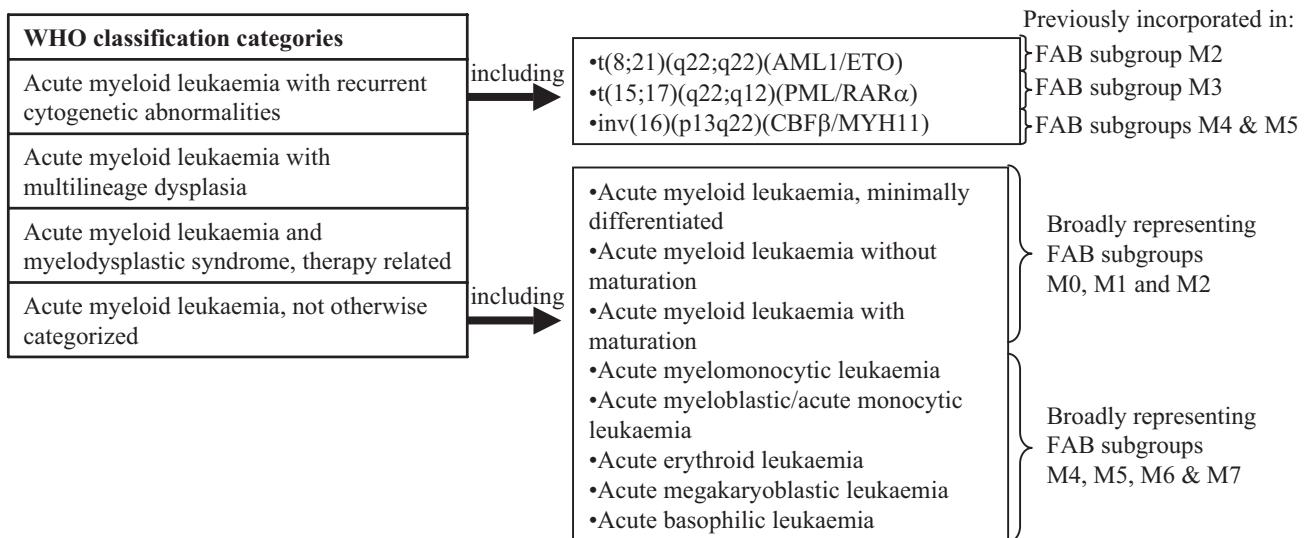 WHO classification categories
Acute myeloid leukaemia with recurrent
cytogenetic abnormalities
Acute myeloid leukaemia with
multilineage dysplasia
Acute myeloid leukaemia and
myelodysplastic syndrome, therapy related
Acute myeloid leukaemia, not otherwise
categorized
including
including
Previously incorporated in:
•t(8;21)(q22;q22)(AML1/ETO)
•t(15;17)(q22;q12)(PML/RARα)
•inv(16)(p13q22)(CBFβ/MYH11)
FAB subgroup M2
FAB subgroup M3
FAB subgroups M4 & M5
•Acute myeloid leukaemia, minimally
differentiated
•Acute myeloid leukaemia without
maturation
•Acute myeloid leukaemia with
maturation
•Acute myelomonocytic leukaemia
•Acute myeloblastic/acute monocytic
leukaemia
•Acute erythroid leukaemia
•Acute megakaryoblastic leukaemia
•Acute basophilic leukaemia
Broadly representing
FAB subgroups
M0, M1 and M2
Broadly representing
FAB subgroups
M4, M5, M6 & M7